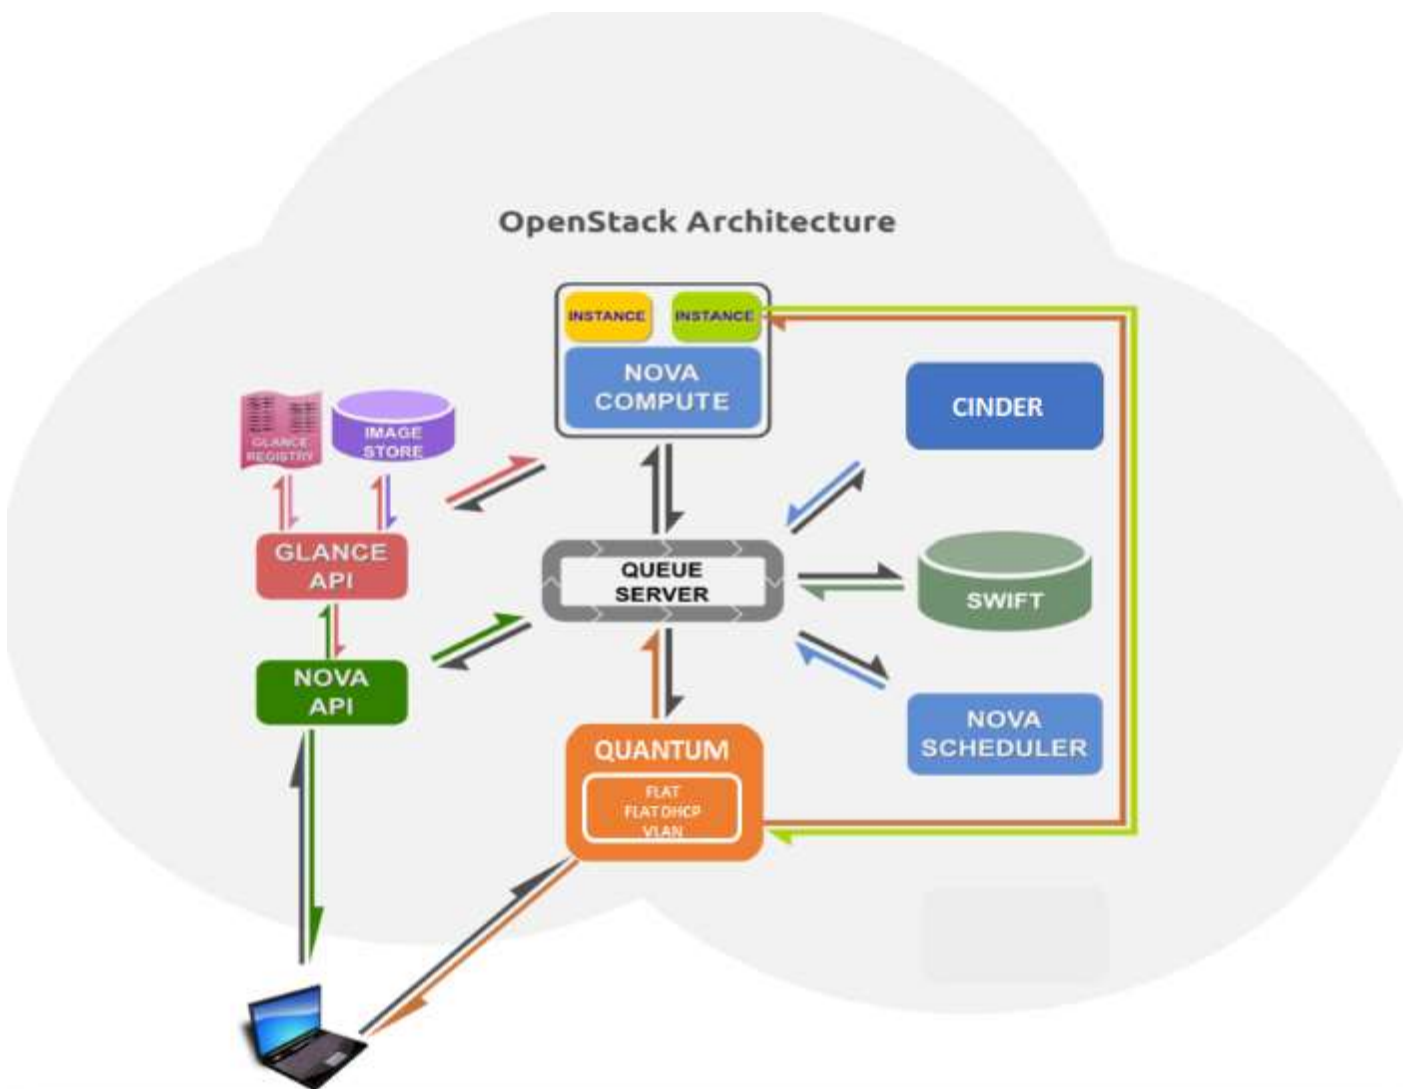 OpenStack Architecture
INSTANCE
INSTANCE
NOVA
COMPUTE
CINDER
GLANCE
REGISTRY
IMAGE
STORE
GLANCE
API
QUEUE
SERVER
SWIFT
NOVA
API
NOVA
SCHEDULER
QUANTUM
FLAT
FLAT DHCP
VLAN